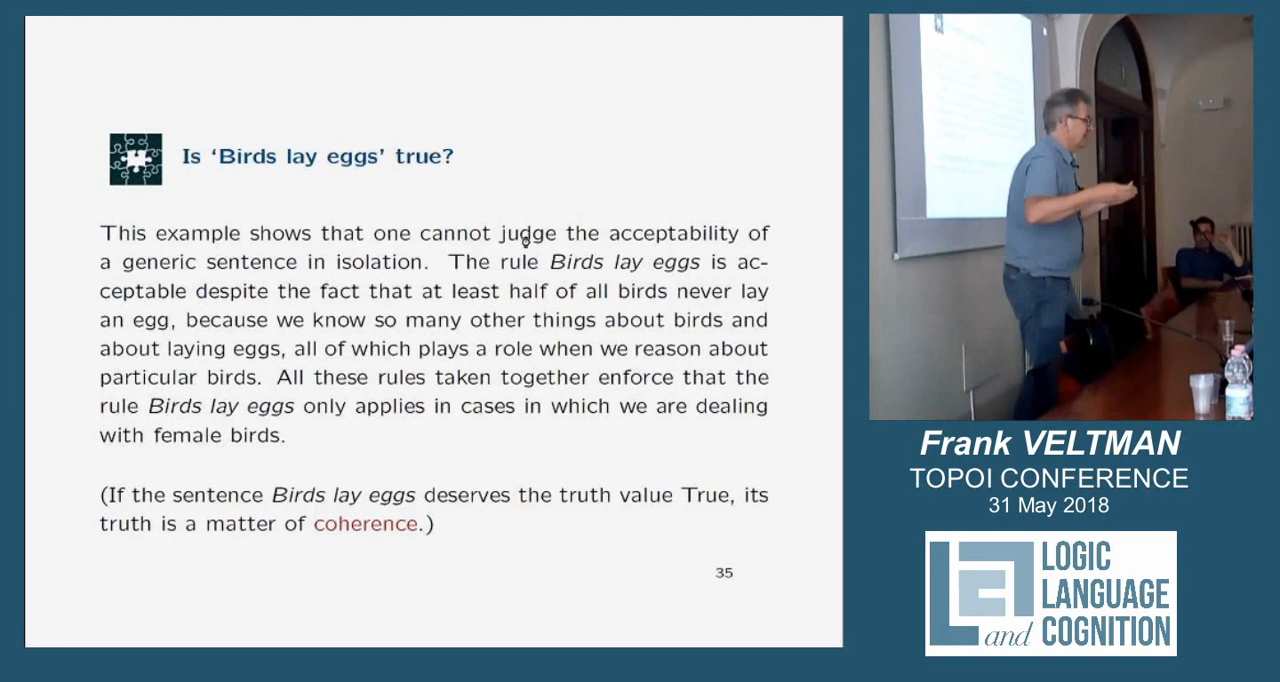 Is ‘Birds lay eggs’ true?
This example shows that one cannot judge the acceptability of
a generic sentence in isolation. The rule Birds lay eggs is ac-
ceptable despite the fact that at least half of all birds never lay
an egg, because we know so many other things about birds and
about laying eggs, all of which plays a role when we reason about
particular birds. All these rules taken together enforce that the
rule Birds lay eggs only applies in cases in which we are dealing
with female birds.
(If the sentence Birds lay eggs deserves the truth value True, its
truth is a matter of coherence.)
35
Frank VELTMAN
TOPOI CONFERENCE
31 May 2018
LOGIC
LANGUAGE
and COGNITION